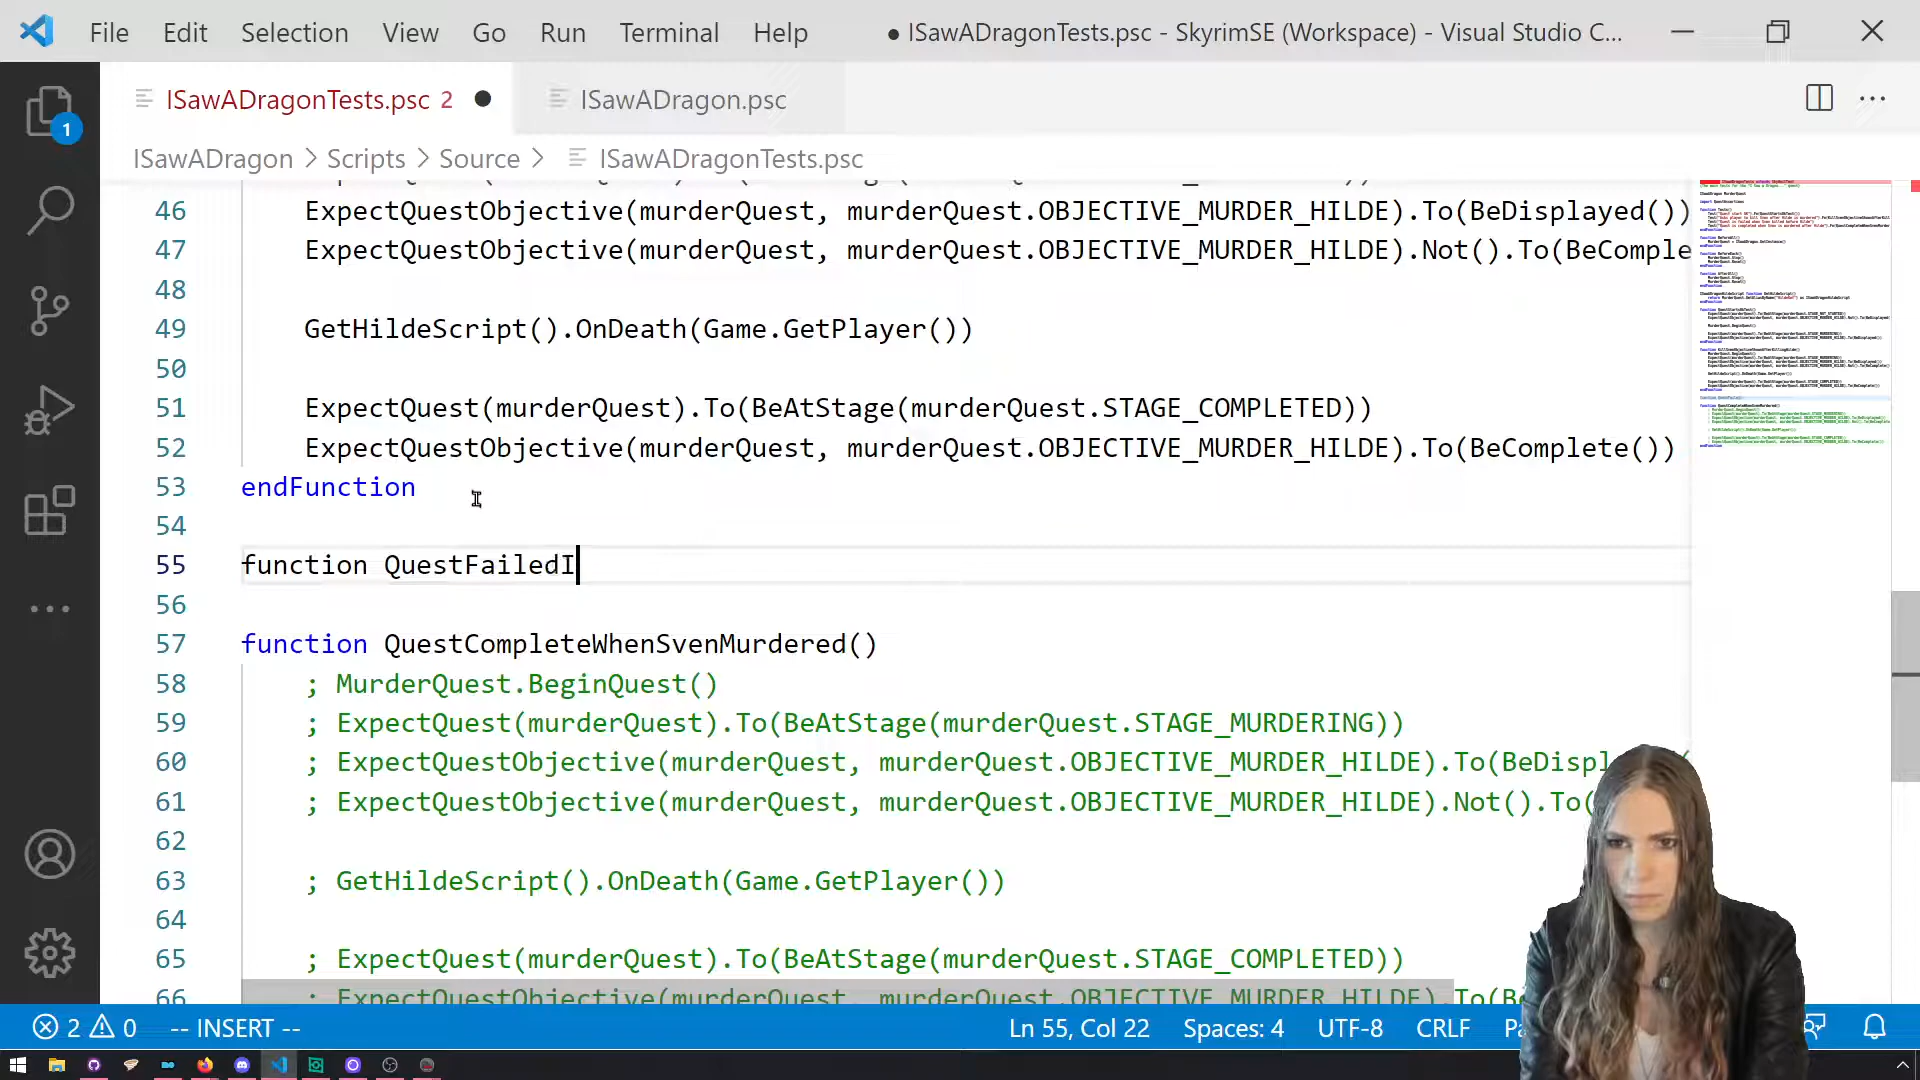 File Edit Selection View Go Run Terminal Help ● ISawADragonTests.psc - SkyrimSE (Workspace) - Visual Studio C...
ISawADragonTests.psc 2 ● ISawADragon.psc
ISawADragon > Scripts > Source > ISawADragonTests.psc
1
46 ExpectQuestObjective(murderQuest, murderQuest.OBJECTIVE_MURDER_HILDE).To(BeDisplayed())
47 ExpectQuestObjective(murderQuest, murderQuest.OBJECTIVE_MURDER_HILDE).Not().To(BeComple
48
49 GetHildeScript().OnDeath(Game.GetPlayer())
50
51 ExpectQuest(murderQuest).To(BeAtStage(murderQuest.STAGE_COMPLETED))
52 ExpectQuestObjective(murderQuest, murderQuest.OBJECTIVE_MURDER_HILDE).To(BeComplete())
53 endFunction
54
55 function QuestFailedI
56
57 function QuestCompleteWhenSvenMurdered()
58 ; MurderQuest.BeginQuest()
59 ; ExpectQuest(murderQuest).To(BeAtStage(murderQuest.STAGE_MURDERING))
60 ; ExpectQuestObjective(murderQuest, murderQuest.OBJECTIVE_MURDER_HILDE).To(BeDispl
61 ; ExpectQuestObjective(murderQuest, murderQuest.OBJECTIVE_MURDER_HILDE).Not().To(
62
63 ; GetHildeScript().OnDeath(Game.GetPlayer())
64
65 ; ExpectQuest(murderQuest).To(BeAtStage(murderQuest.STAGE_COMPLETED))
66 ; ExpectQuestObjective(murderQuest, murderQuest.OBJECTIVE_MURDER_HILDE).To(Be
2 0 -- INSERT -- Ln 55, Col 22 Spaces: 4 UTF-8 CRLF Pa